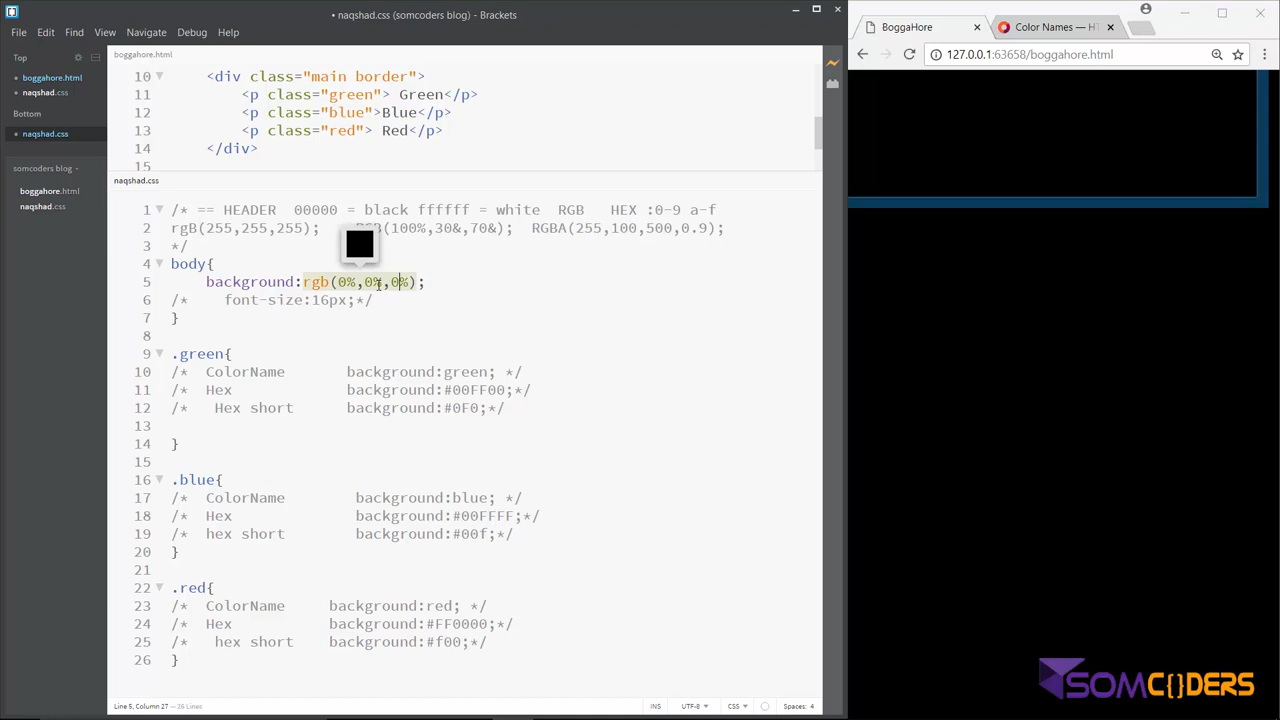 • naqshad.css (somcoders blog) - Brackets
File Edit Find View Navigate Debug Help
Top
• boggahore.html
• naqshad.css
Bottom
• naqshad.css
somcoders blog
boggahore.html
naqshad.css
boggahore.html
10 <div class="main border">
11 <p class="green"> Green</p>
12 <p class="blue">Blue</p>
13 <p class="red"> Red</p>
14 </div>
15
naqshad.css
1 /* == HEADER 00000 = black ffffff = white RGB HEX :0-9 a-f
2 rgB(255,255,255); (100%,30&,70&); RGBA(255,100,500,0.9);
3 */
4 body{
5 background:rgb(0%,0%,0%);
6 /* font-size:16px;*/
7 }
8
9 .green{
10 /* ColorName background:green; */
11 /* Hex background:#00FF00;*/
12 /* Hex short background:#0F0;*/
13
14 }
15
16 .blue{
17 /* ColorName background:blue; */
18 /* Hex background:#00FFFF;*/
19 /* hex short background:#00f;*/
20 }
21
22 .red{
23 /* ColorName background:red; */
24 /* Hex background:#FF0000;*/
25 /* hex short background:#f00;*/
26 }
Line 5, Column 27 — 26 Lines
INS UTF-8 CSS Spaces: 4
BoggaHore
Color Names — HT
127.0.0.1:63658/boggahore.html
SOMC{}DERS